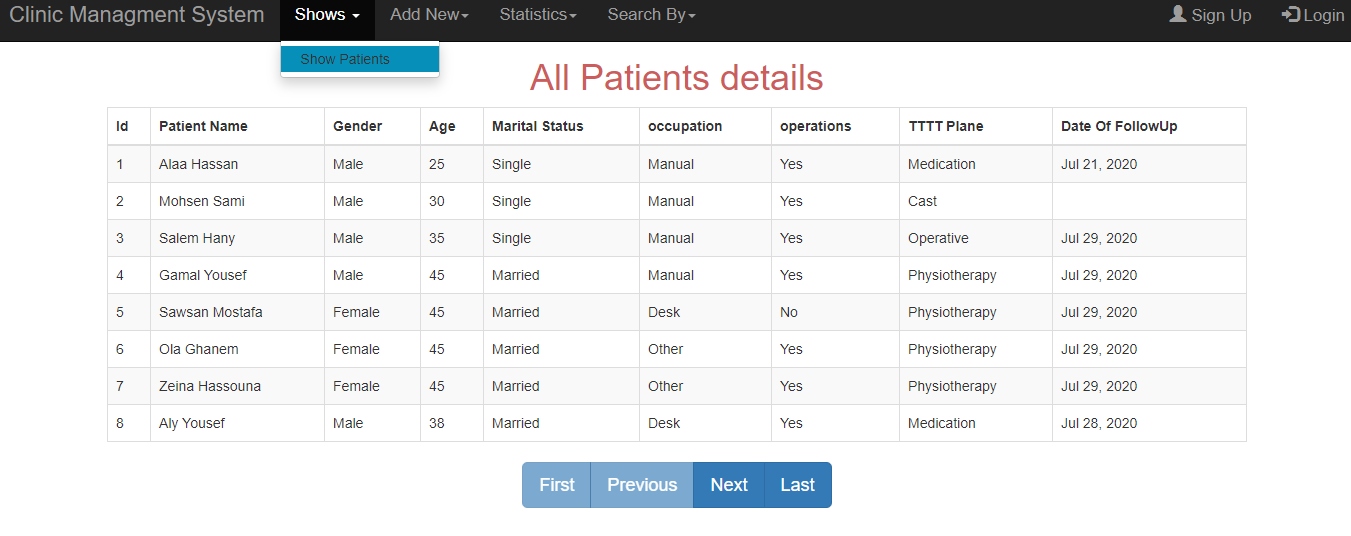 Clinic Managment System Shows Add New Statistics Search By Sign Up Login
Show Patients
All Patients details
Id Patient Name Gender Age Marital Status occupation operations TTTT Plane Date Of FollowUp
1 Alaa Hassan Male 25 Single Manual Yes Medication Jul 21, 2020
2 Mohsen Sami Male 30 Single Manual Yes Cast
3 Salem Hany Male 35 Single Manual Yes Operative Jul 29, 2020
4 Gamal Yousef Male 45 Married Manual Yes Physiotherapy Jul 29, 2020
5 Sawsan Mostafa Female 45 Married Desk No Physiotherapy Jul 29, 2020
6 Ola Ghanem Female 45 Married Other Yes Physiotherapy Jul 29, 2020
7 Zeina Hassouna Female 45 Married Other Yes Physiotherapy Jul 29, 2020
8 Aly Yousef Male 38 Married Desk Yes Medication Jul 28, 2020
First Previous Next Last